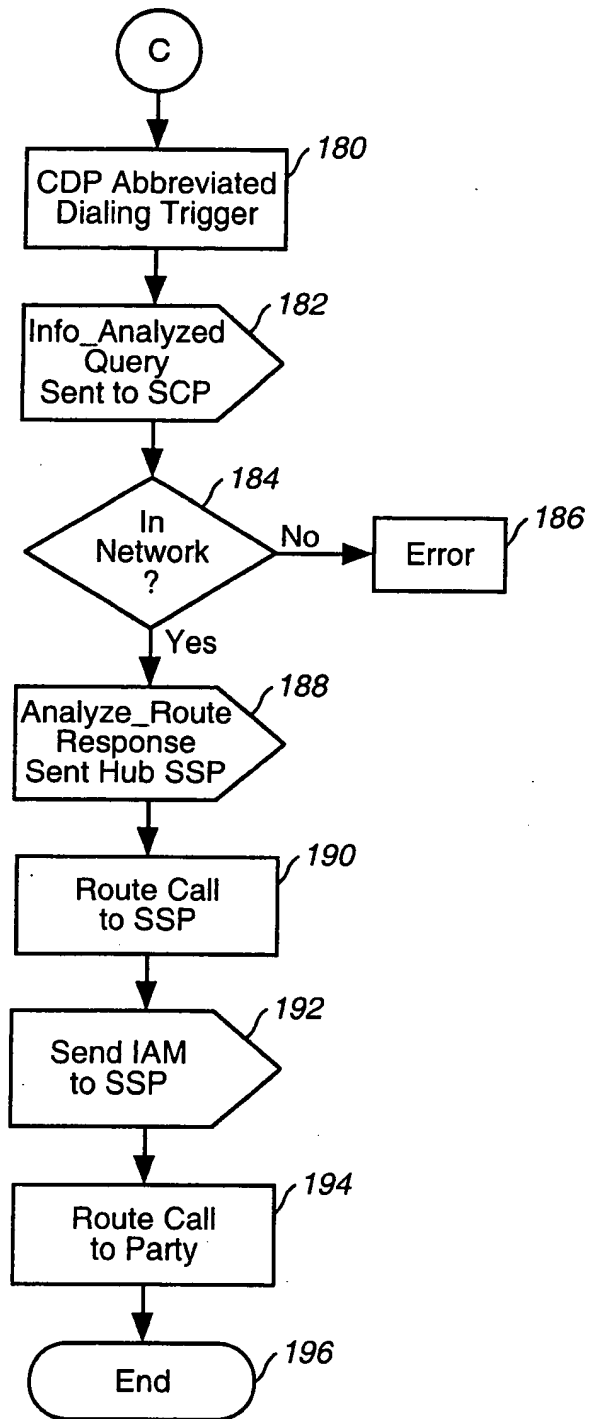 C
180
CDP Abbreviated
Dialing Trigger
182
Info_Analyzed
Query
Sent to SCP
184
In
Network
?
No
186
Error
Yes
188
Analyze_Route
Response
Sent Hub SSP
190
Route Call
to SSP
192
Send IAM
to SSP
194
Route Call
to Party
End
196